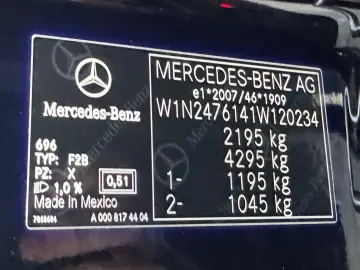 MERCEDES-BENZ AG
e1*2007/46*1909
W1N2476141W120234
2195 kg
4295 kg
1- 1195 kg
2- 1045 kg
Mercedes-Benz
696
TYP: F2B
PZ: X
1,0 % 0,51
Made in Mexico
A 000 817 44 04